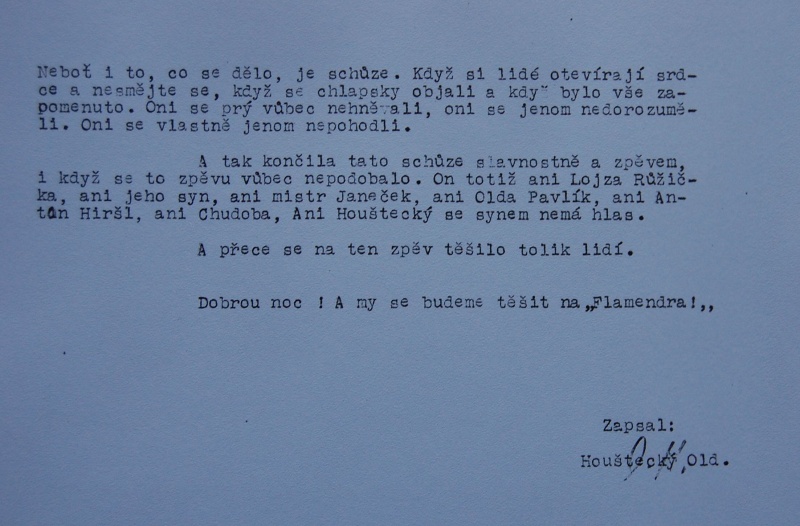 Neboť i to, co se dělo, je schůze. Když si lidé otevírají srd-
ce a nesmějte se, když se chlapsky objali a kdyˇ bylo vše za-
pomenuto. Oni se prý vůbec nehněvali, oni se jenom nedorozumě-
li. Oni se vlastně jenom nepohodli.
A tak končila tato schůze slavnostně a zpěvem,
i když se to zpěvu vůbec nepodobalo. On totiž ani Lojza Růžič-
ka, ani jeho syn, ani mistr Janeček, ani Olda Pavlík, ani An-
tůn Hiršl, ani Chudoba, Ani Houštecký se synem nemá hlas.
A přece se na ten zpěv těšilo tolik lidí.
Dobrou noc ! A my se budeme těšit na „Flamendra!,,
Zapsal:
Houštecký,Old.